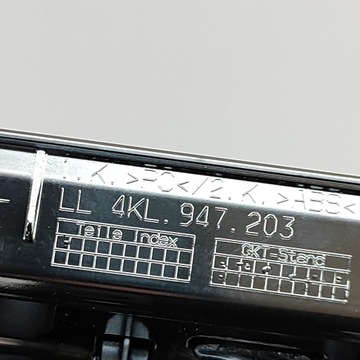 1.K.>PC</2.K.>ABS<
LL 4KL.947.203
Teile Index
GKT-Stand